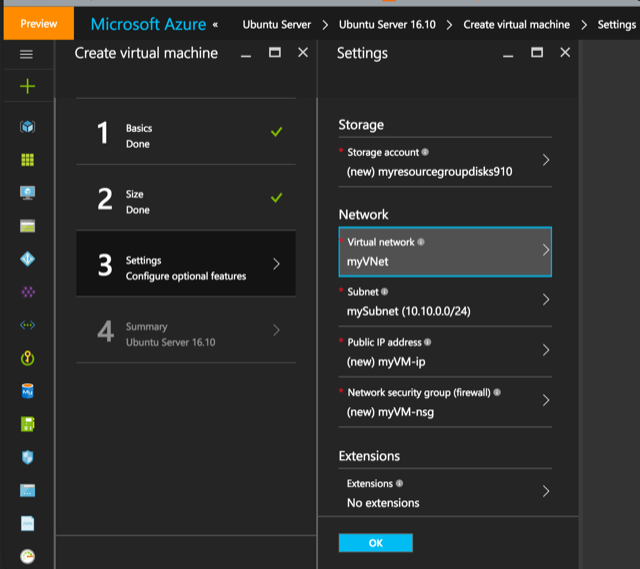 Preview
Microsoft Azure «
Ubuntu Server > Ubuntu Server 16.10 > Create virtual machine > Settings
Create virtual machine
1
Basics
Done
2
Size
Done
3
Settings
Configure optional features
4
Summary
Ubuntu Server 16.10
Settings
Storage
* Storage account
(new) myresourcegroupdisks910
Network
* Virtual network
myVNet
* Subnet
mySubnet (10.10.0.0/24)
* Public IP address
(new) myVM-ip
* Network security group (firewall)
(new) myVM-nsg
Extensions
Extensions
No extensions
OK
My